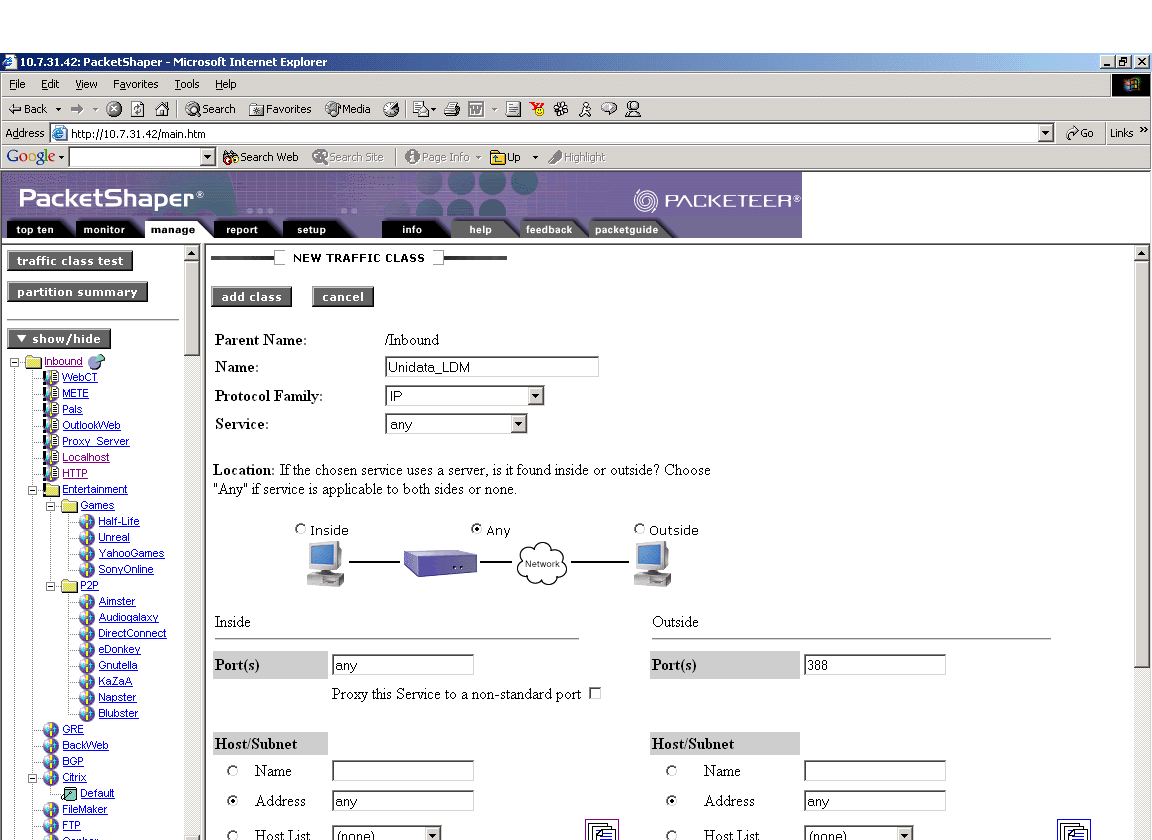 10.7.31.42: PacketShaper - Microsoft Internet Explorer
File Edit View Favorites Tools Help
Back Search Favorites Media
Address http://10.7.31.42/main.htm Go Links »
Google Search Web Search Site Page Info Up Highlight
PacketShaper® PACKETEER®
top ten monitor manage report setup info help feedback packetguide
traffic class test
partition summary
show/hide
Inbound
WebCT
METE
Pals
OutlookWeb
Proxy_Server
Localhost
HTTP
Entertainment
Games
Half-Life
Unreal
YahooGames
SonyOnline
P2P
Aimster
Audiogalaxy
DirectConnect
eDonkey
Gnutella
KaZaA
Napster
Blubster
GRE
BackWeb
BGP
Citrix
Default
FileMaker
FTP
NEW TRAFFIC CLASS
add class cancel
Parent Name: /Inbound
Name: Unidata_LDM
Protocol Family: IP
Service: any
Location: If the chosen service uses a server, is it found inside or outside? Choose
"Any" if service is applicable to both sides or none.
Inside Any Outside
Network
Inside Outside
Port(s) any Port(s) 388
Proxy this Service to a non-standard port
Host/Subnet Host/Subnet
Name Name
Address any Address any
Host List (none) Host List (none)